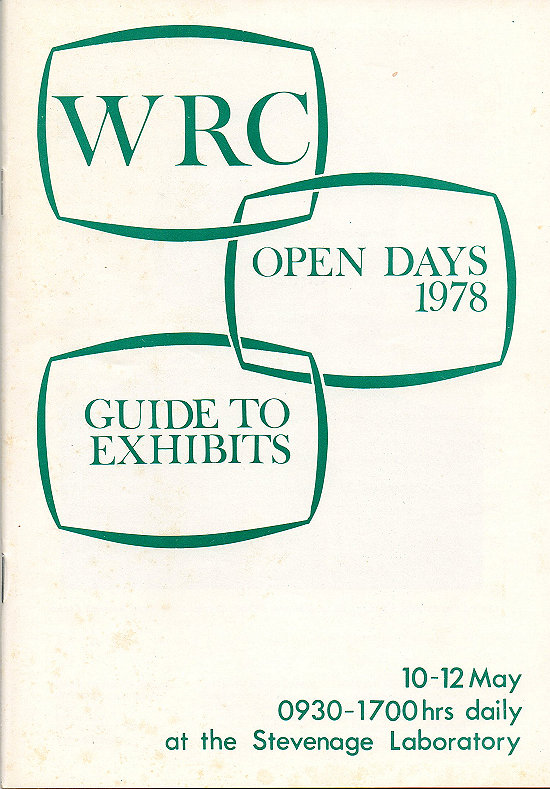 WRC
OPEN DAYS
1978
GUIDE TO
EXHIBITS
10-12 May
0930-1700 hrs daily
at the Stevenage Laboratory